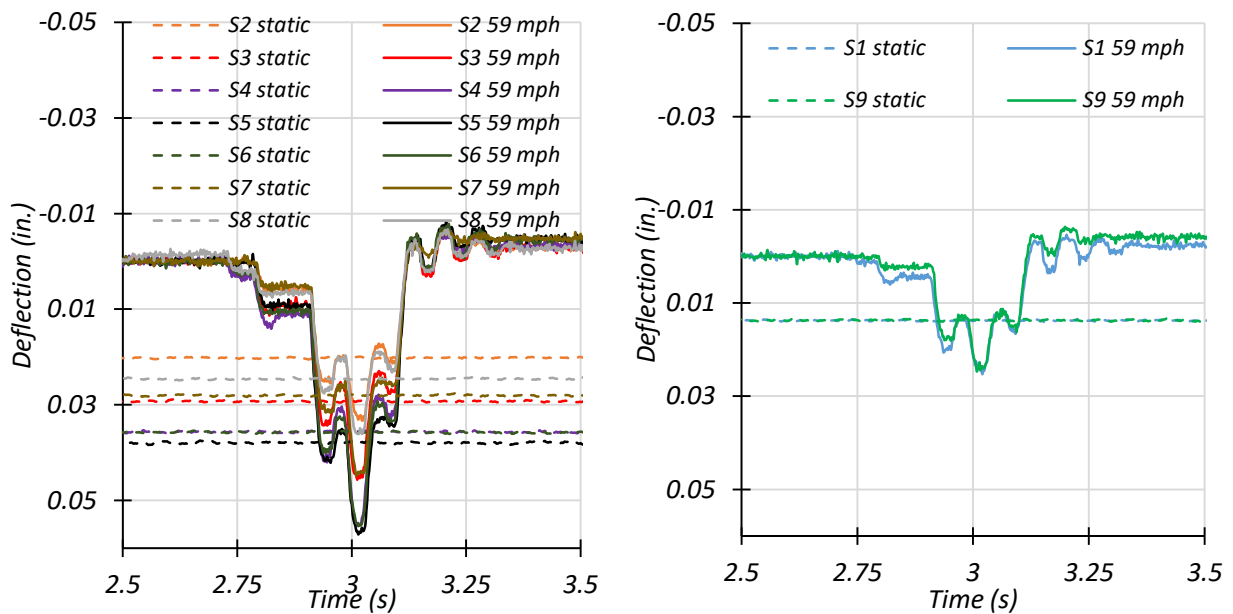 -0.05
-0.03
-0.01
0.01
0.03
0.05
Deflection (in.)
S2 static S2 59 mph
S3 static S3 59 mph
S4 static S4 59 mph
S5 static S5 59 mph
S6 static S6 59 mph
S7 static S7 59 mph
S8 static S8 59 mph
2.5 2.75 3 3.25 3.5
Time (s)
-0.05
-0.03
-0.01
0.01
0.03
0.05
Deflection (in.)
S1 static S1 59 mph
S9 static S9 59 mph
2.5 2.75 3 3.25 3.5
Time (s)